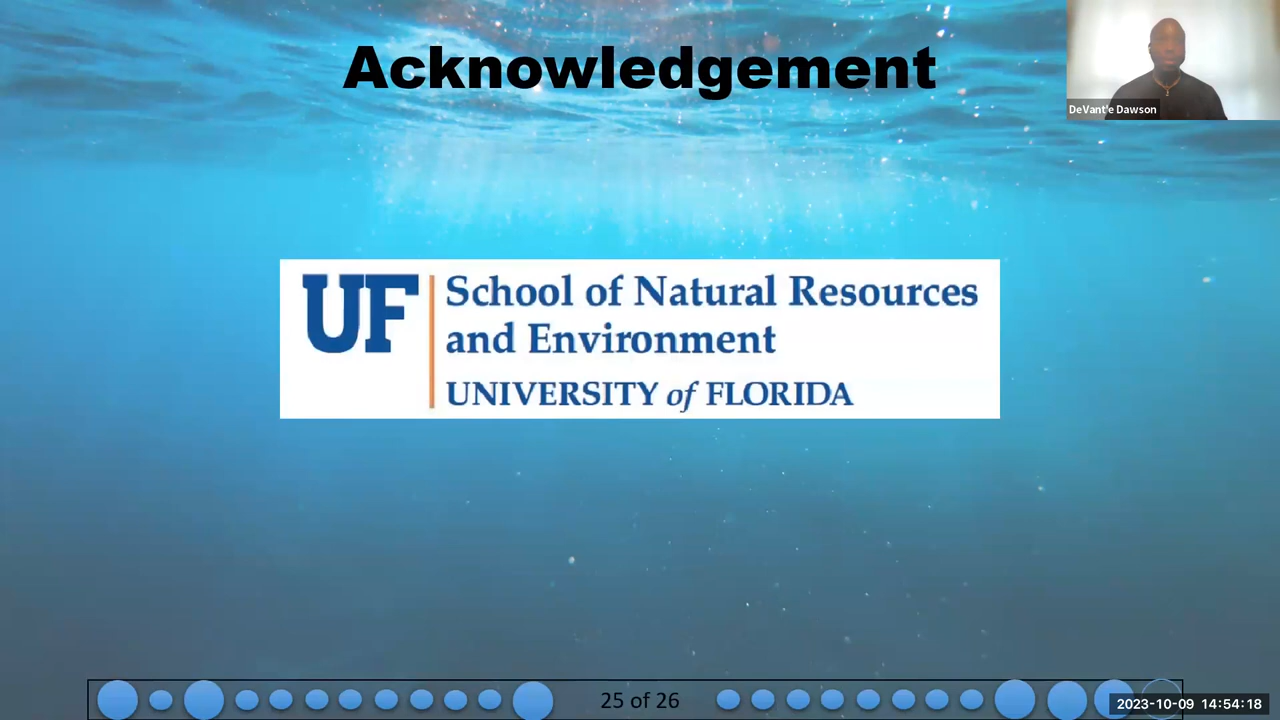 Acknowledgement
DeVant'e Dawson
UF
School of Natural Resources
and Environment
UNIVERSITY of FLORIDA
25 of 26
2023-10-09 14:54:18